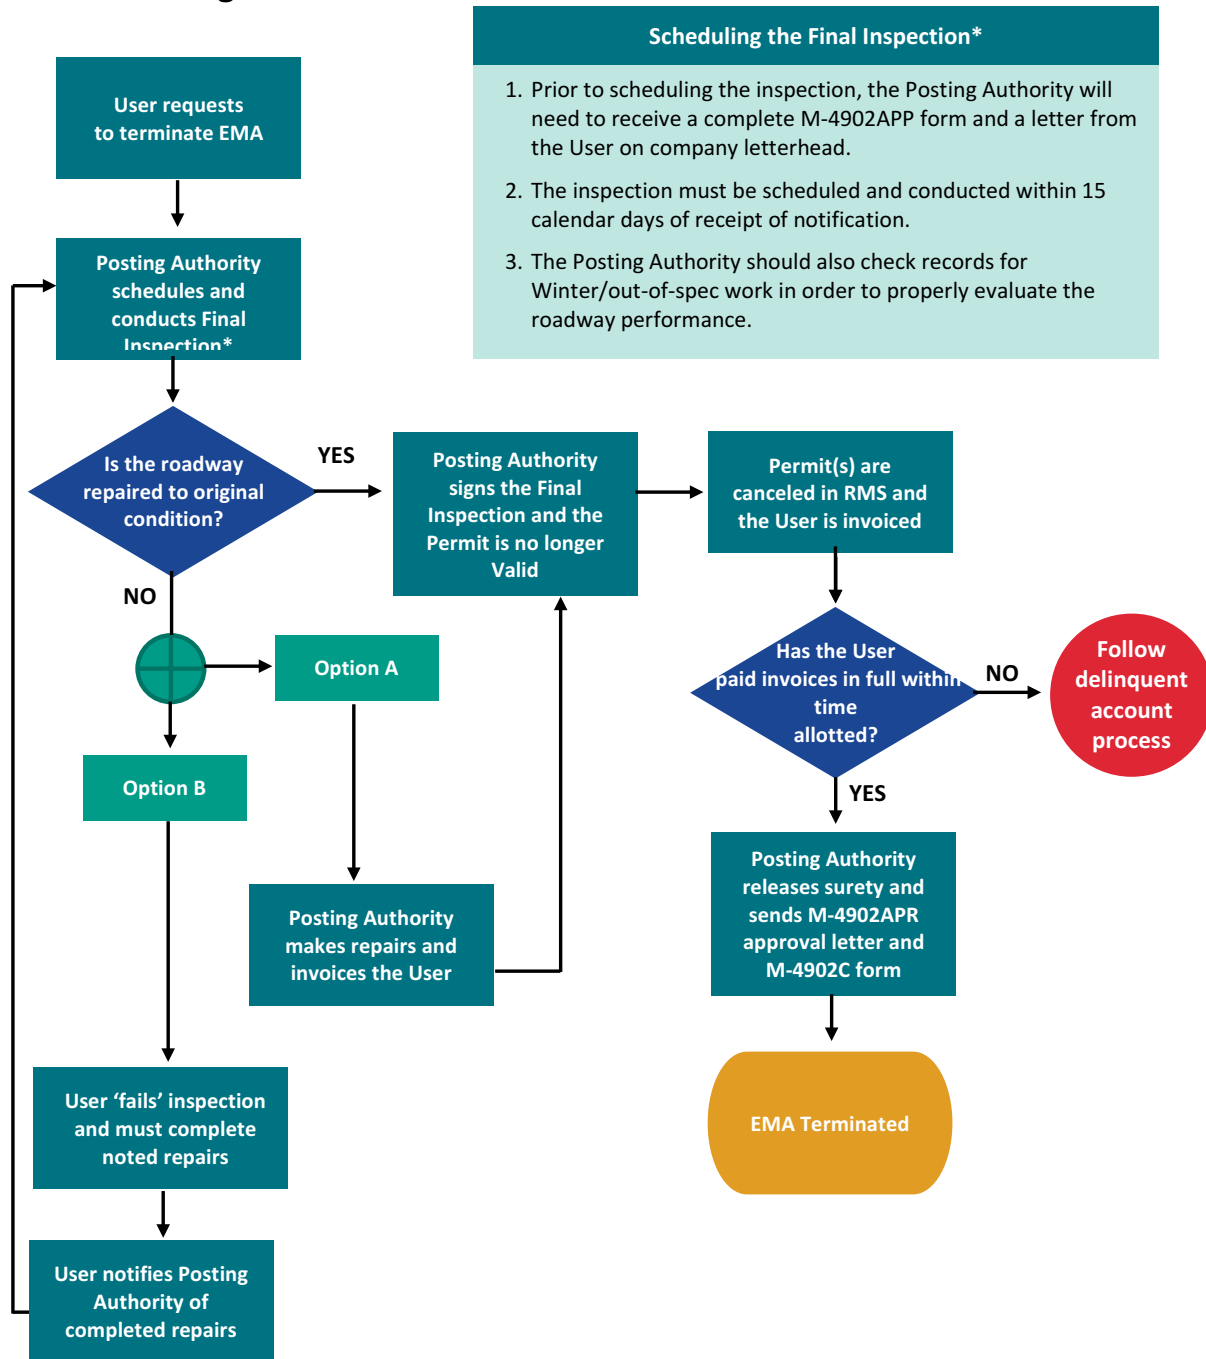 Scheduling the Final Inspection*
1. Prior to scheduling the inspection, the Posting Authority will
need to receive a complete M-4902APP form and a letter from
the User on company letterhead.
2. The inspection must be scheduled and conducted within 15
calendar days of receipt of notification.
3. The Posting Authority should also check records for
Winter/out-of-spec work in order to properly evaluate the
roadway performance.
User requests
to terminate EMA
Posting Authority
schedules and
conducts Final
Inspection*
Is the roadway
repaired to original
condition?
YES
NO
Posting Authority
signs the Final
Inspection and the
Permit is no longer
Valid
Permit(s) are
canceled in RMS and
the User is invoiced
Option A
Option B
Has the User
paid invoices in full within
time
allotted?
NO
Follow
delinquent
account
process
YES
Posting Authority
makes repairs and
invoices the User
Posting Authority
releases surety and
sends M-4902APR
approval letter and
M-4902C form
User ‘fails’ inspection
and must complete
noted repairs
EMA Terminated
User notifies Posting
Authority of
completed repairs